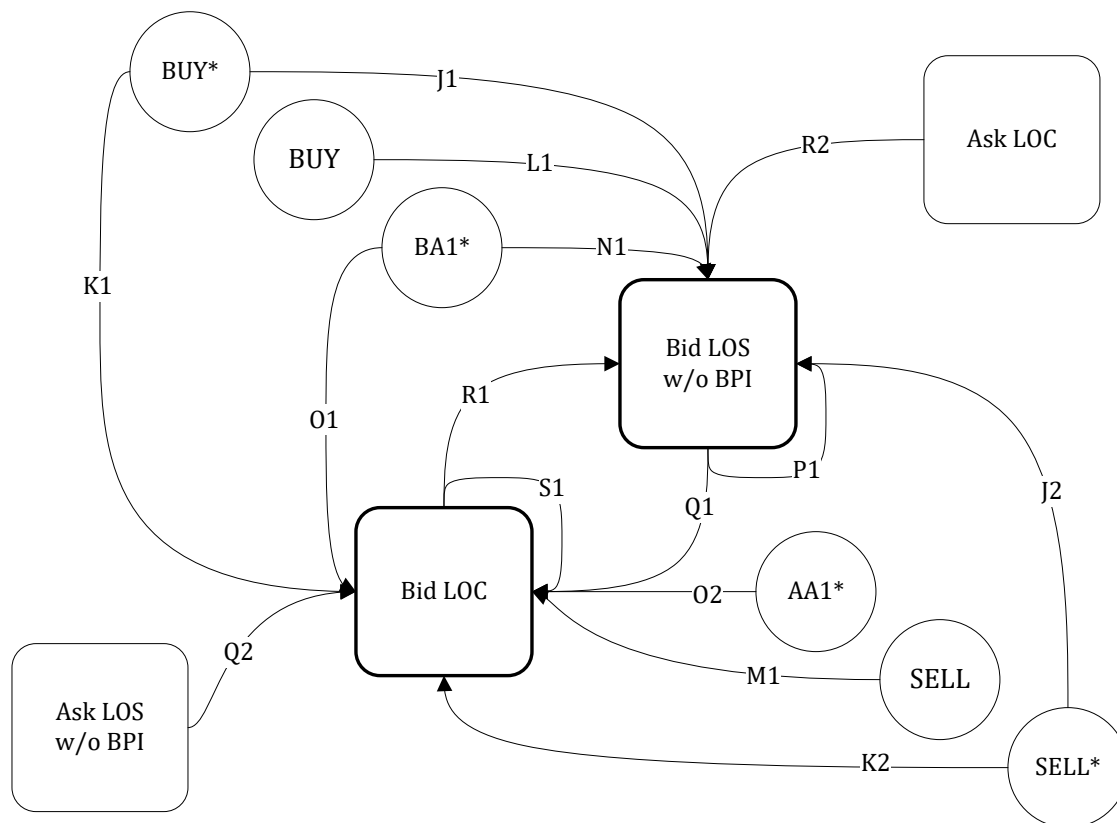 BUY*
J1
BUY
L1
R2
Ask LOC
BA1*
N1
K1
Bid LOS
w/o BPI
R1
O1
P1
S1
Q1
J2
Bid LOC
O2
AA1*
Q2
M1
SELL
Ask LOS
w/o BPI
K2
SELL*